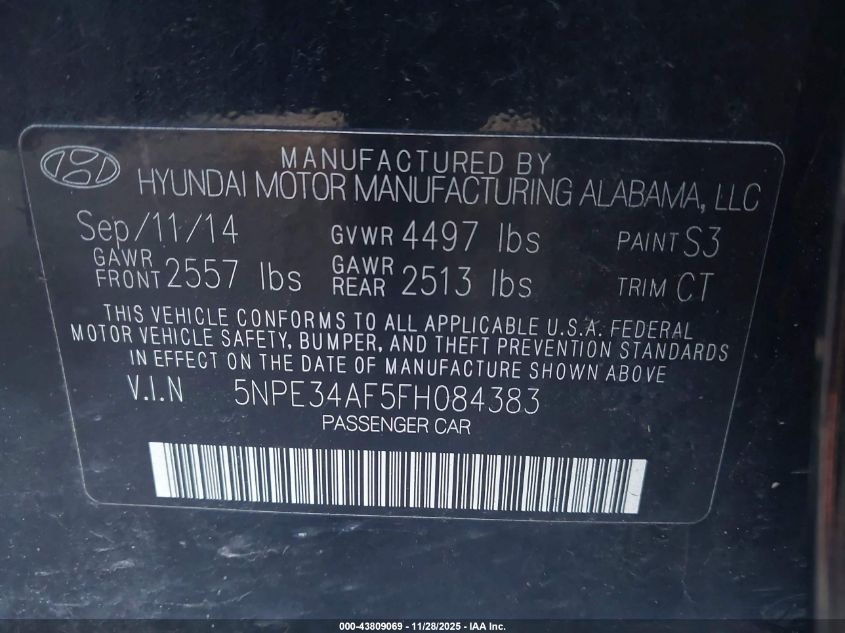 MANUFACTURED BY
HYUNDAI MOTOR MANUFACTURING ALABAMA, LLC
Sep/11/14 GVWR 4497 lbs PAINT S3
GAWR FRONT 2557 lbs GAWR REAR 2513 lbs TRIM CT
THIS VEHICLE CONFORMS TO ALL APPLICABLE U.S.A. FEDERAL
MOTOR VEHICLE SAFETY, BUMPER, AND THEFT PREVENTION STANDARDS
IN EFFECT ON THE DATE OF MANUFACTURE SHOWN ABOVE
V.I.N 5NPE34AF5FH084383
PASSENGER CAR
000-43809069 - 11/28/2025 - IAA Inc.